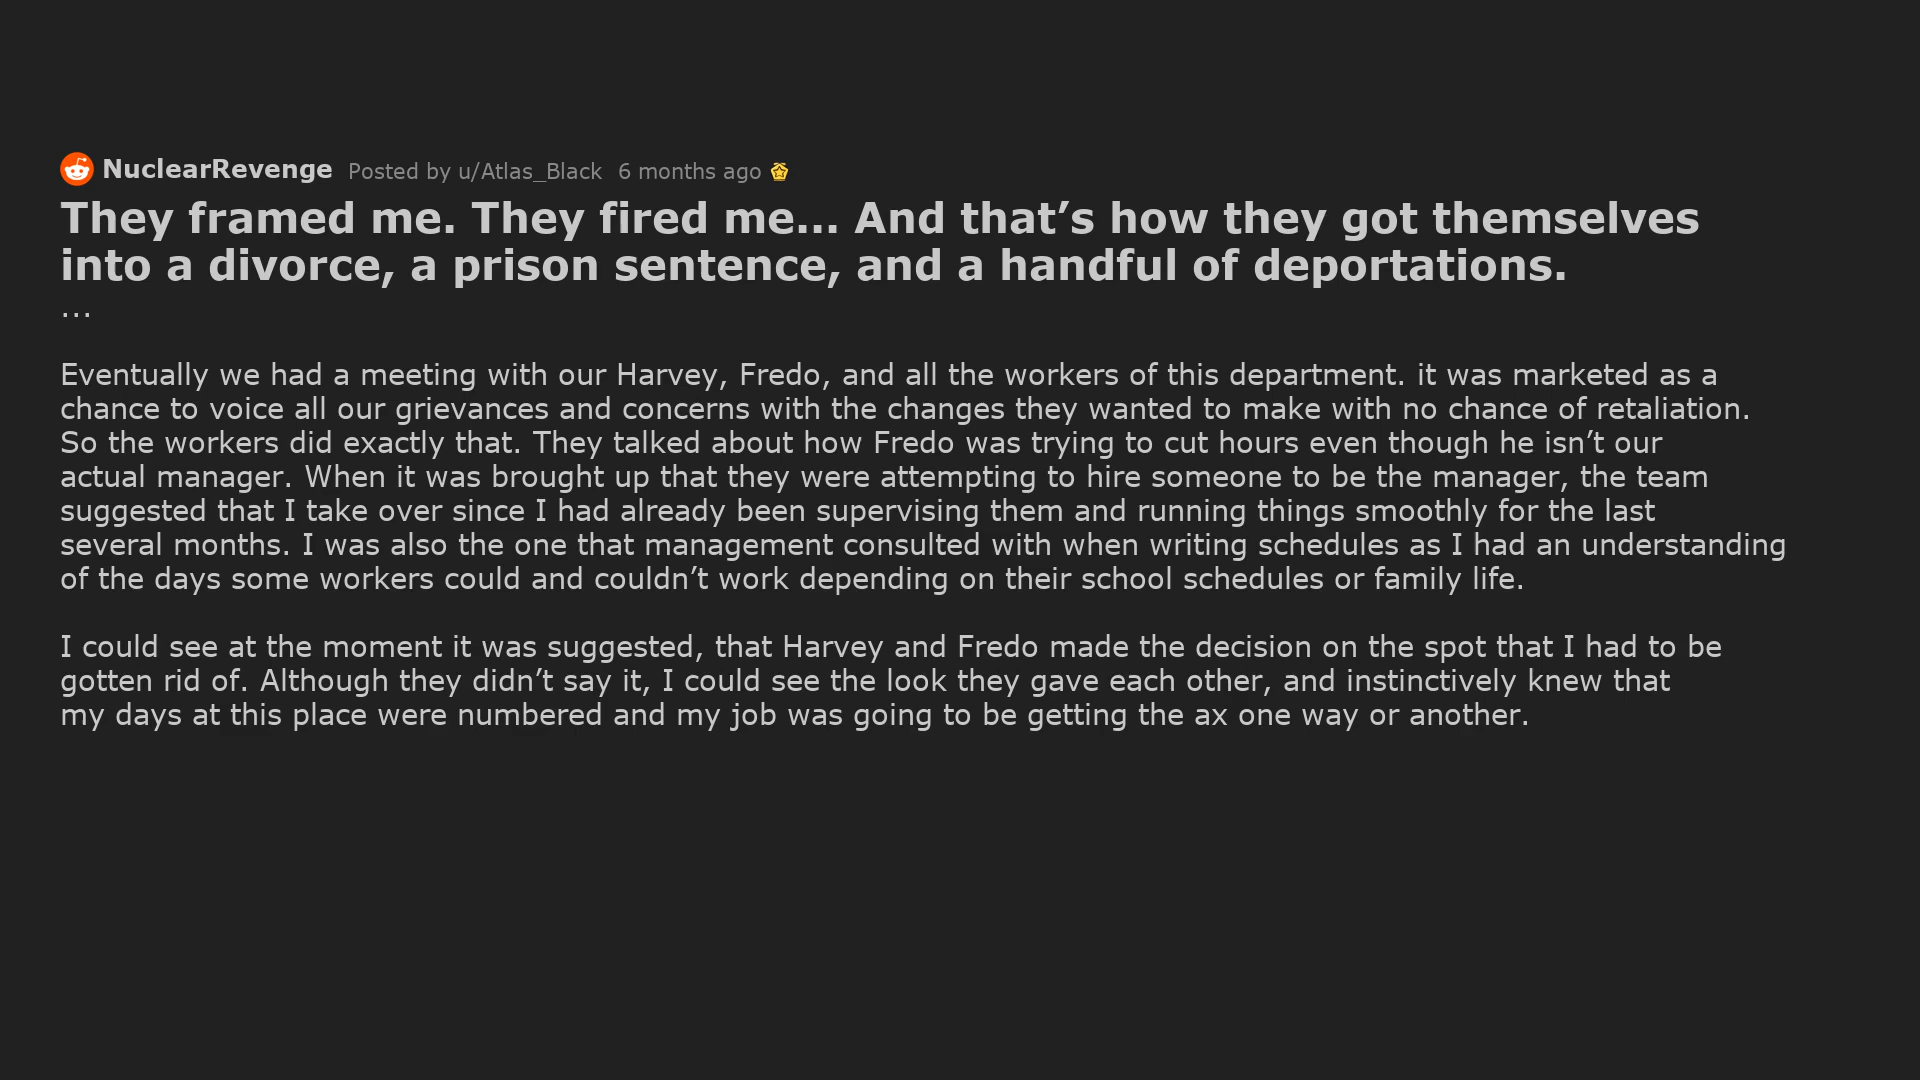 NuclearRevenge Posted by u/Atlas_Black 6 months ago
They framed me. They fired me... And that’s how they got themselves
into a divorce, a prison sentence, and a handful of deportations.
...
Eventually we had a meeting with our Harvey, Fredo, and all the workers of this department. it was marketed as a
chance to voice all our grievances and concerns with the changes they wanted to make with no chance of retaliation.
So the workers did exactly that. They talked about how Fredo was trying to cut hours even though he isn’t our
actual manager. When it was brought up that they were attempting to hire someone to be the manager, the team
suggested that I take over since I had already been supervising them and running things smoothly for the last
several months. I was also the one that management consulted with when writing schedules as I had an understanding
of the days some workers could and couldn’t work depending on their school schedules or family life.
I could see at the moment it was suggested, that Harvey and Fredo made the decision on the spot that I had to be
gotten rid of. Although they didn’t say it, I could see the look they gave each other, and instinctively knew that
my days at this place were numbered and my job was going to be getting the ax one way or another.